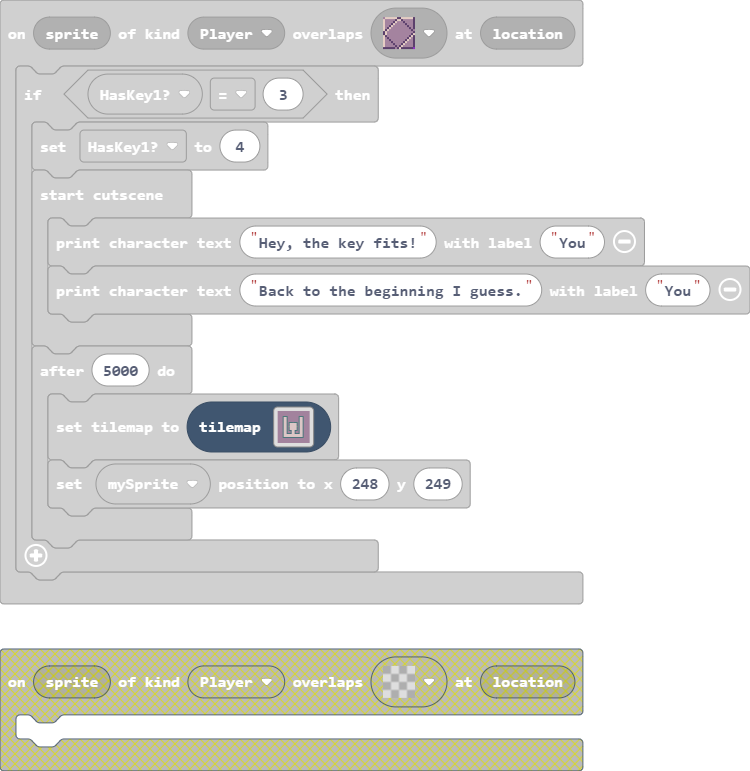 on sprite of kind Player overlaps at location
if HasKey1? = 3 then
set HasKey1? to 4
start cutscene
print character text "Hey, the key fits!" with label "You"
print character text "Back to the beginning I guess." with label "You"
after 5000 do
set tilemap to tilemap
set mySprite position to x 248 y 249
on sprite of kind Player overlaps at location